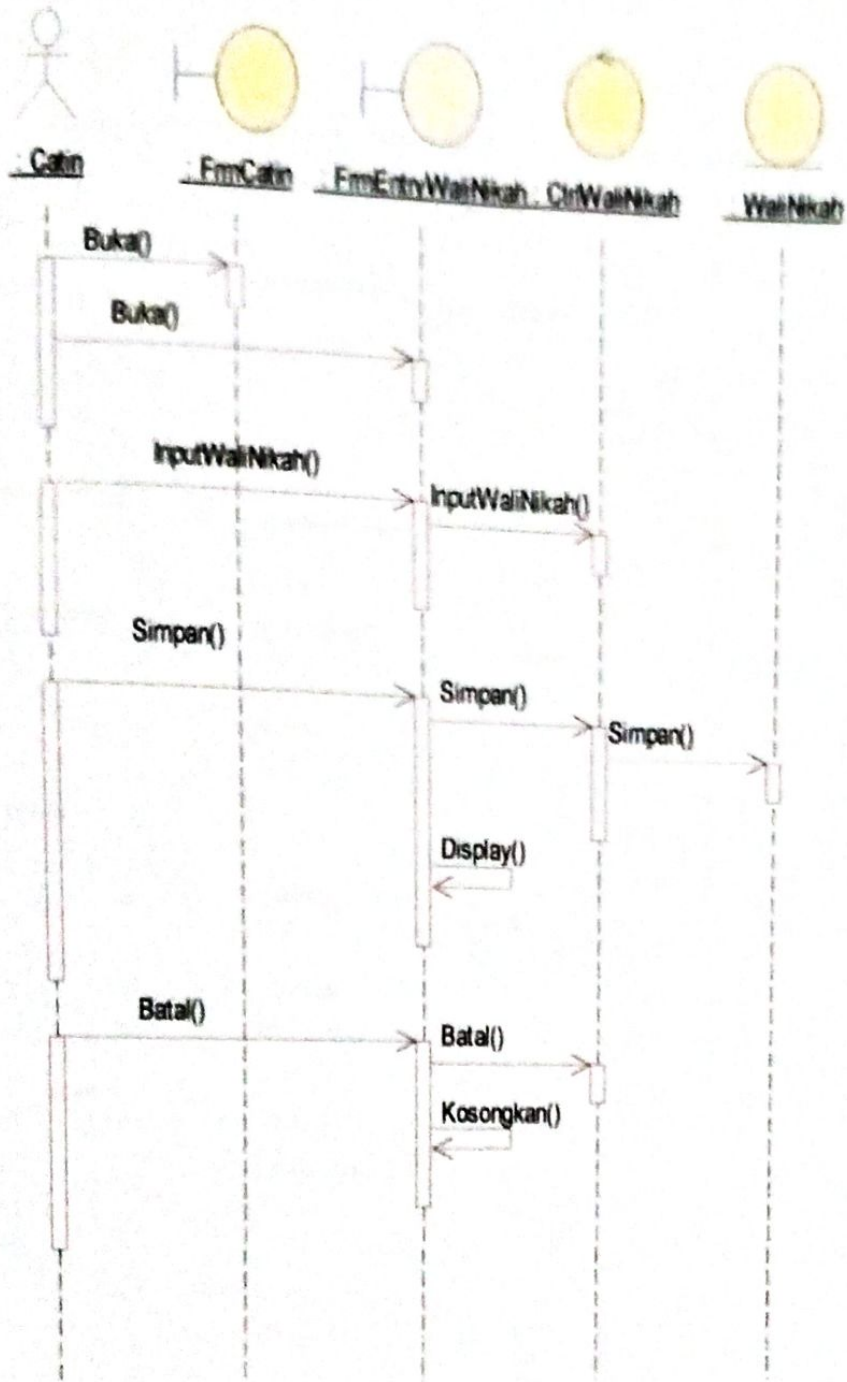 : Catin
: FrmCatin
: FrmEntryWaliNikah
: CtrlWaliNikah
: WaliNikah
Buka()
Buka()
InputWaliNikah()
InputWaliNikah()
Simpan()
Simpan()
Simpan()
Display()
Batal()
Batal()
Kosongkan()